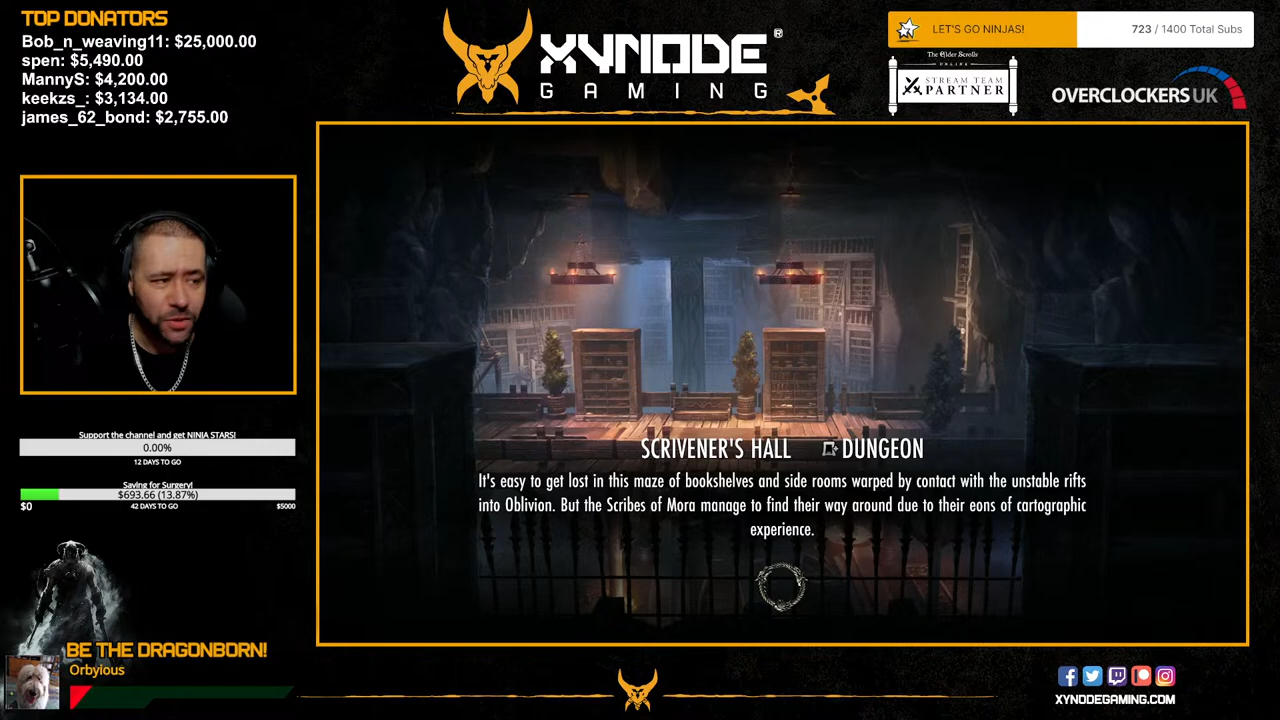 TOP DONATORS
Bob_n_weaving11: $25,000.00
spen: $5,490.00
MannyS: $4,200.00
keekzs_: $3,134.00
james_62_bond: $2,755.00
XYNODE®
GAMING
LET'S GO NINJAS!
723 / 1400 Total Subs
The Elder Scrolls
ONLINE
STREAM TEAM
PARTNER
OVERCLOCKERS UK
Support the channel and get NINJA STARS!
0.00%
12 DAYS TO GO
Saving for Surgery!
$693.66 (13.87%)
$0
42 DAYS TO GO
$5000
SCRIVENER'S HALL DUNGEON
It's easy to get lost in this maze of bookshelves and side rooms warped by contact with the unstable rifts
into Oblivion. But the Scribes of Mora manage to find their way around due to their eons of cartographic
experience.
BE THE DRAGONBORN!
Orbyious
XYNODEGAMING.COM